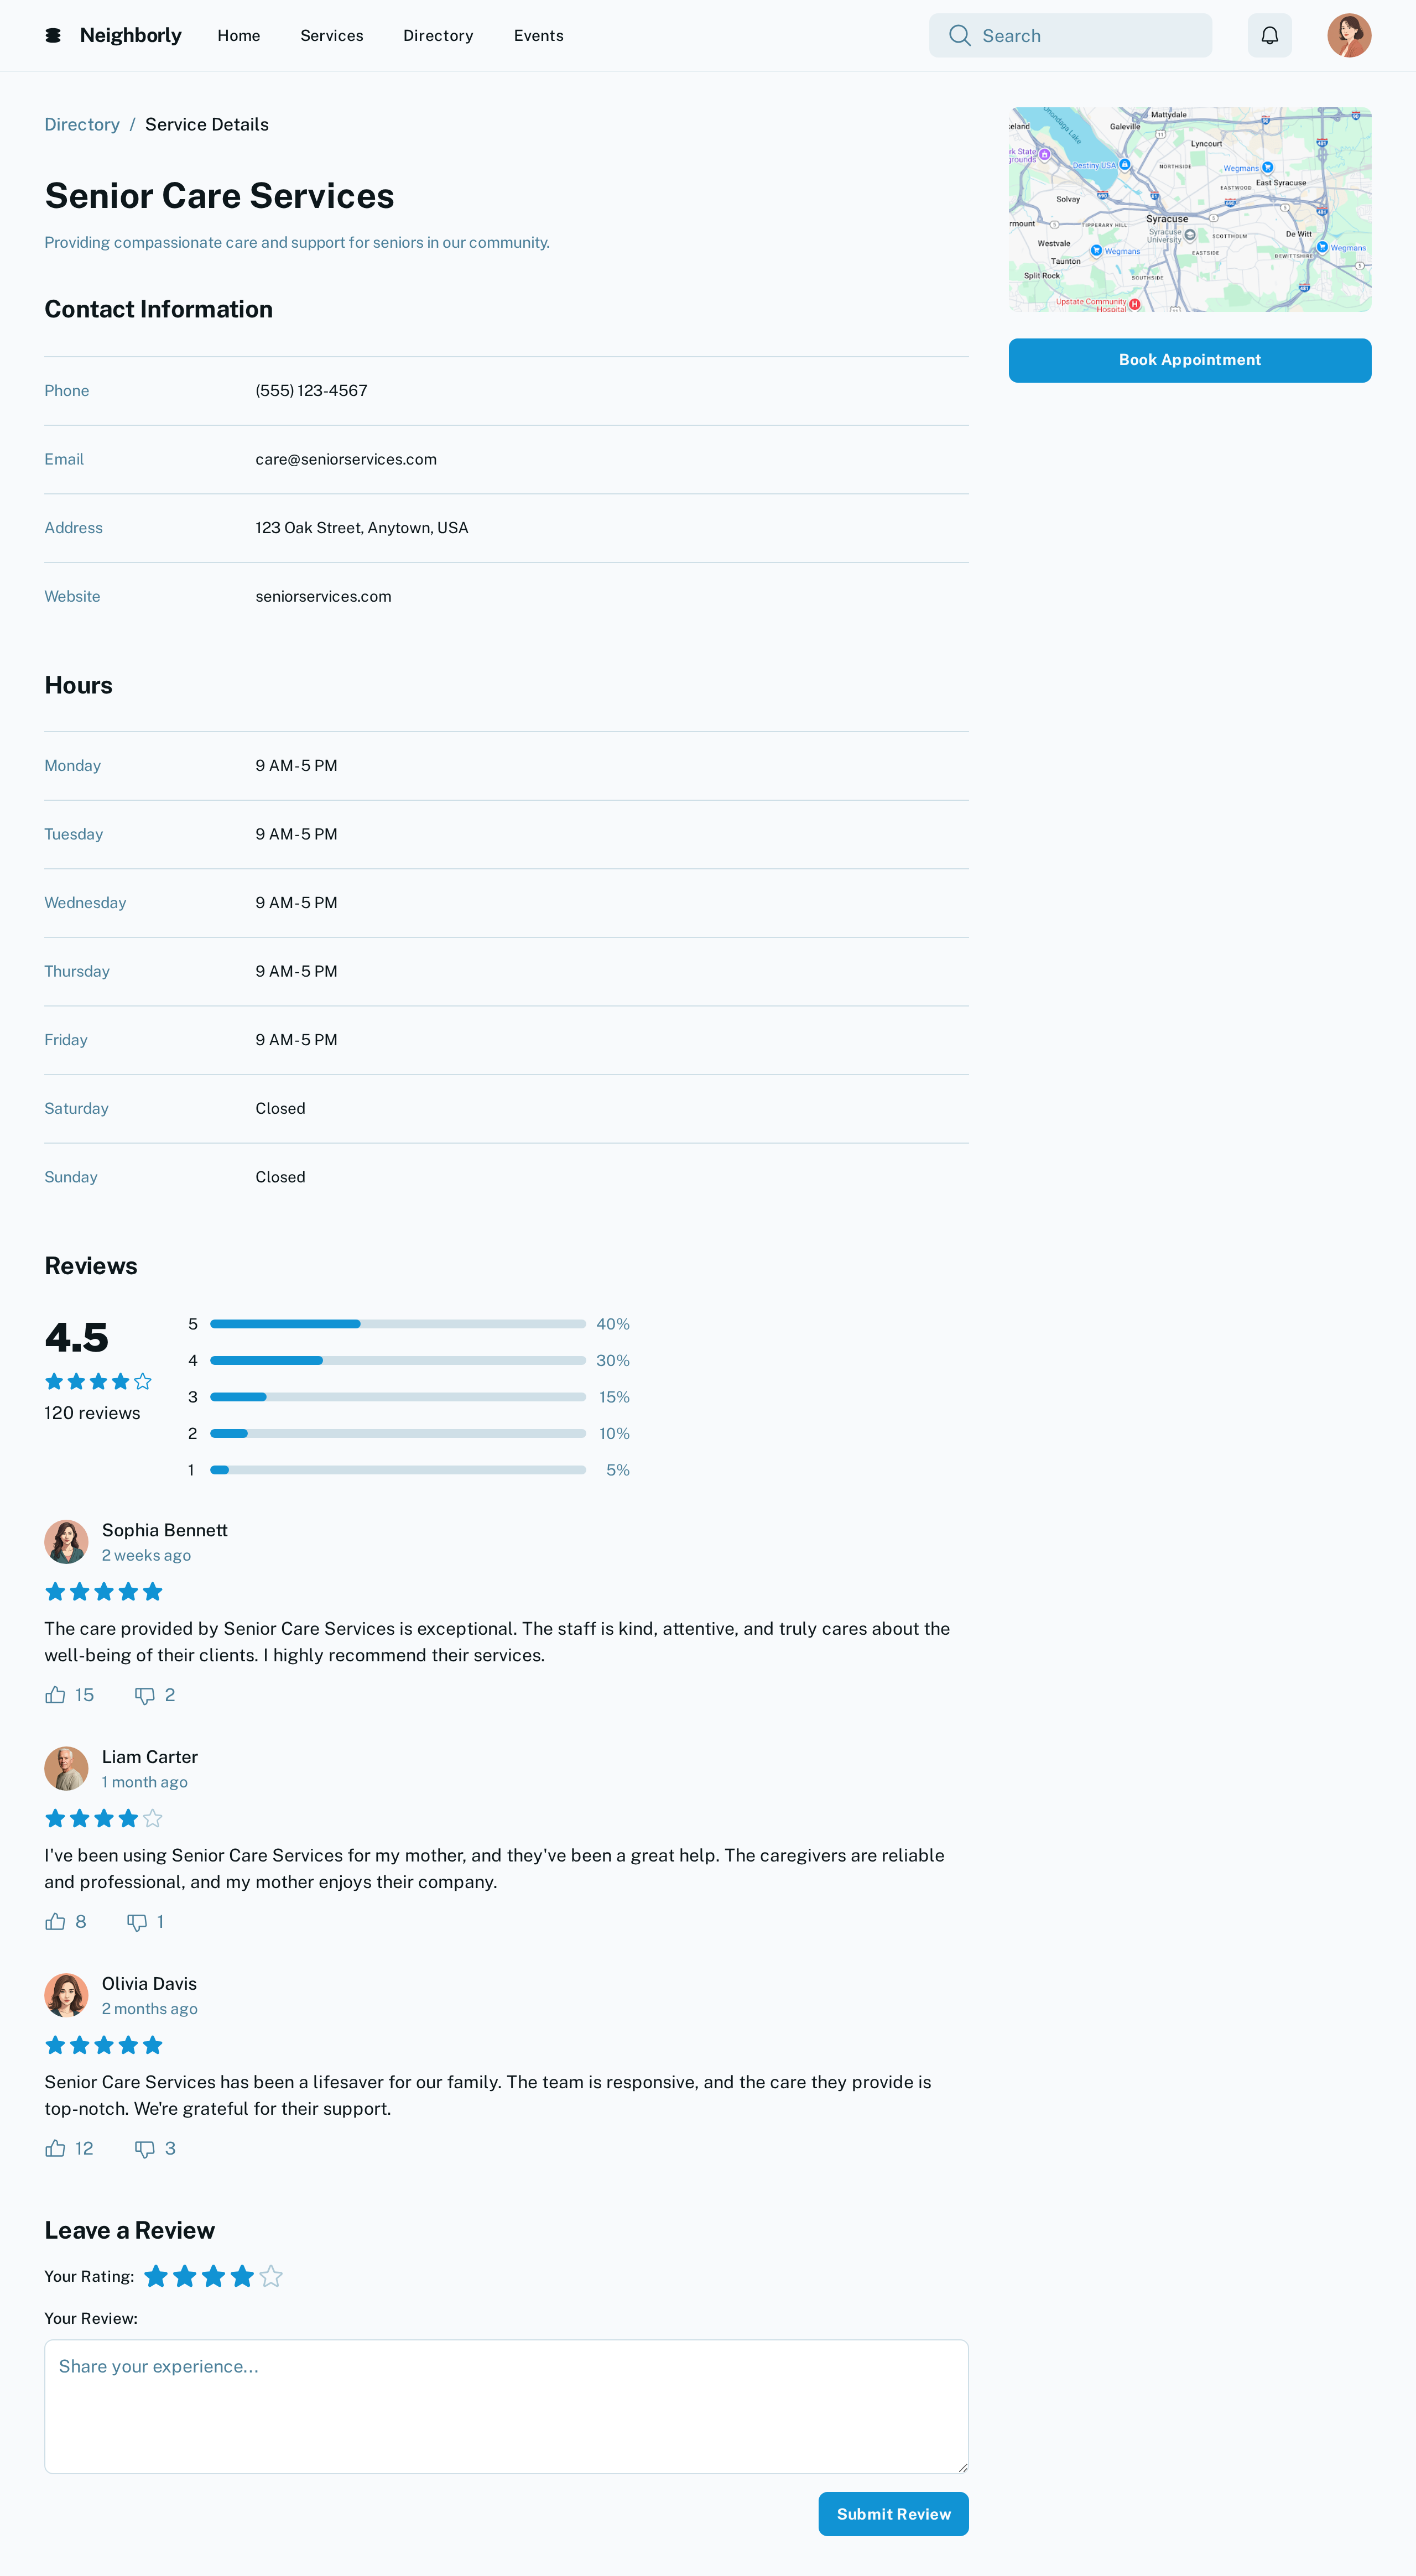 Neighborly
Home
Services
Directory
Events
Search
Directory / Service Details
Senior Care Services
Providing compassionate care and support for seniors in our community.
Contact Information
Phone (555) 123-4567
Email care@seniorservices.com
Address 123 Oak Street, Anytown, USA
Website seniorservices.com
Hours
Monday 9 AM-5 PM
Tuesday 9 AM-5 PM
Wednesday 9 AM-5 PM
Thursday 9 AM-5 PM
Friday 9 AM-5 PM
Saturday Closed
Sunday Closed
Reviews
4.5
120 reviews
5 40%
4 30%
3 15%
2 10%
1 5%
Sophia Bennett
2 weeks ago
The care provided by Senior Care Services is exceptional. The staff is kind, attentive, and truly cares about the
well-being of their clients. I highly recommend their services.
15 2
Liam Carter
1 month ago
I've been using Senior Care Services for my mother, and they've been a great help. The caregivers are reliable
and professional, and my mother enjoys their company.
8 1
Olivia Davis
2 months ago
Senior Care Services has been a lifesaver for our family. The team is responsive, and the care they provide is
top-notch. We're grateful for their support.
12 3
Leave a Review
Your Rating:
Your Review:
Share your experience...
Submit Review
Mattydale
Onondaga Lake
Galeville
Lyncourt
Destiny USA
NORTHSIDE
Wegmans
EASTWOOD
East Syracuse
Solvay
Syracuse
TIPPERARY HILL
Syracuse
University
SCOTTHOLM
De Witt
Westvale
Wegmans
EASTSIDE
Wegmans
Taunton
DEWITTSHIRE
Split Rock
SOUTHSIDE
Upstate Community
Hospital
Book Appointment